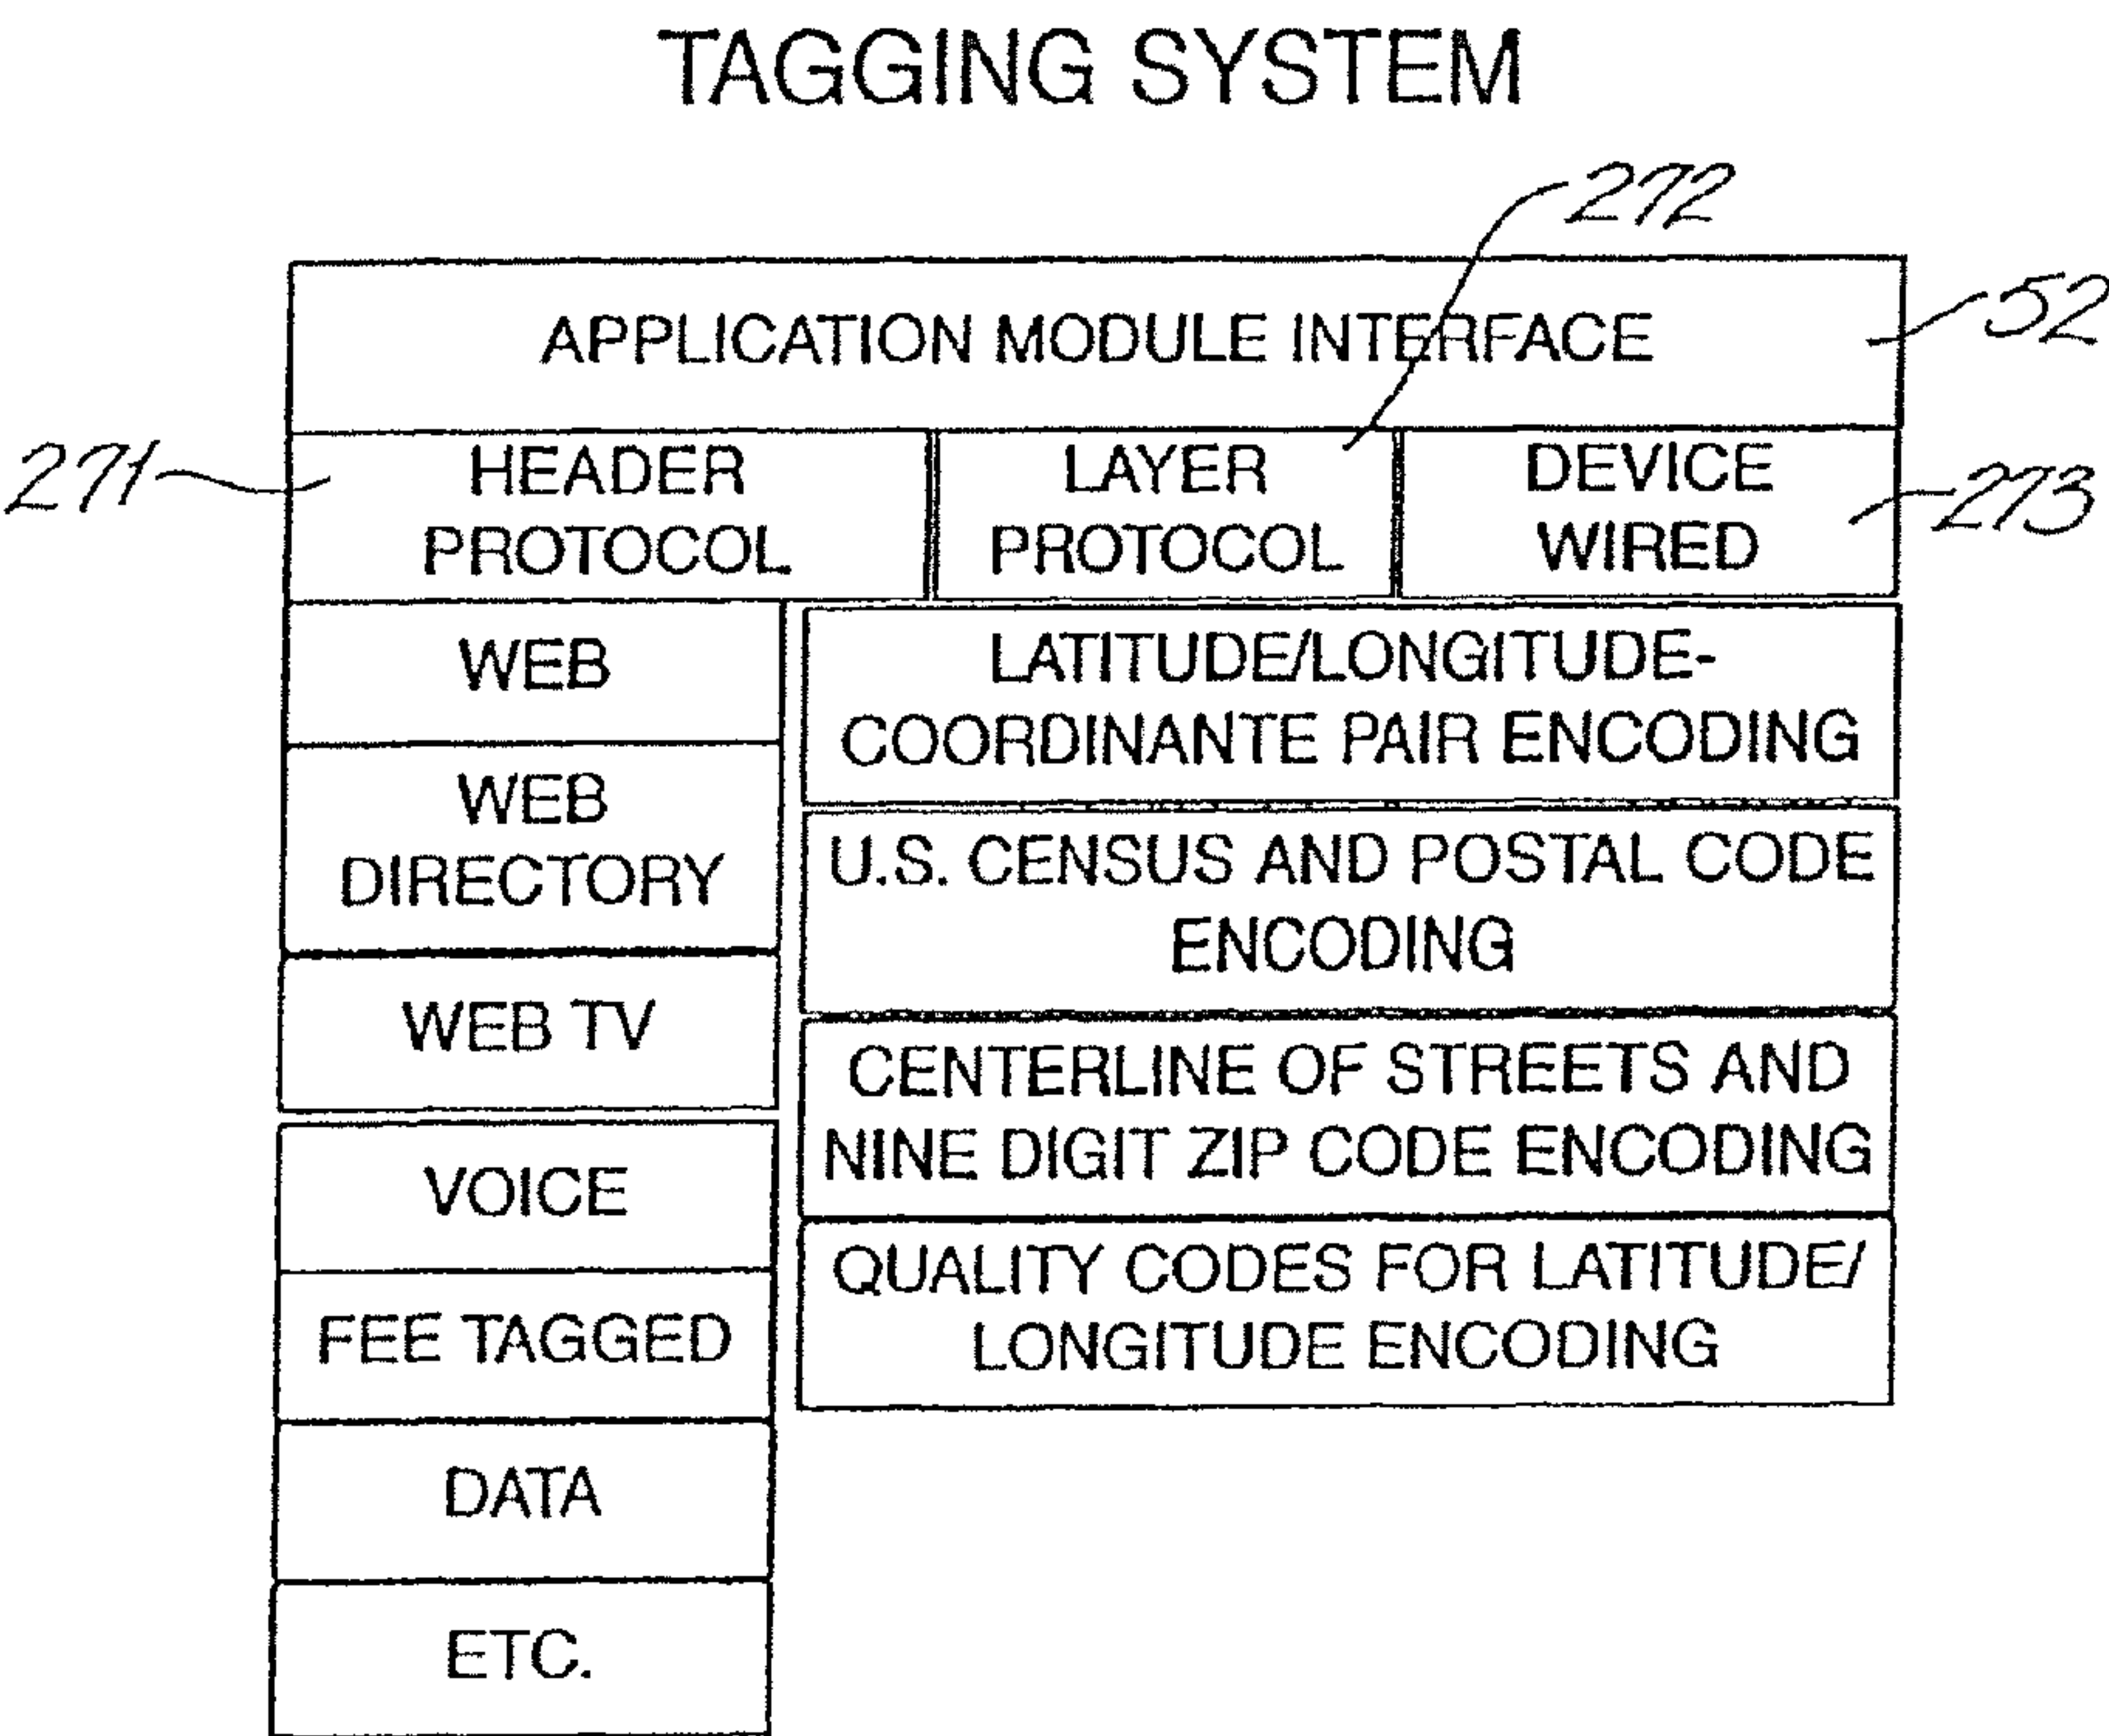 TAGGING SYSTEM
272
APPLICATION MODULE INTERFACE
52
271
HEADER
PROTOCOL
LAYER
PROTOCOL
DEVICE
WIRED
273
WEB
WEB
DIRECTORY
WEB TV
VOICE
FEE TAGGED
DATA
ETC.
LATITUDE/LONGITUDE-
COORDINANTE PAIR ENCODING
U.S. CENSUS AND POSTAL CODE
ENCODING
CENTERLINE OF STREETS AND
NINE DIGIT ZIP CODE ENCODING
QUALITY CODES FOR LATITUDE/
LONGITUDE ENCODING